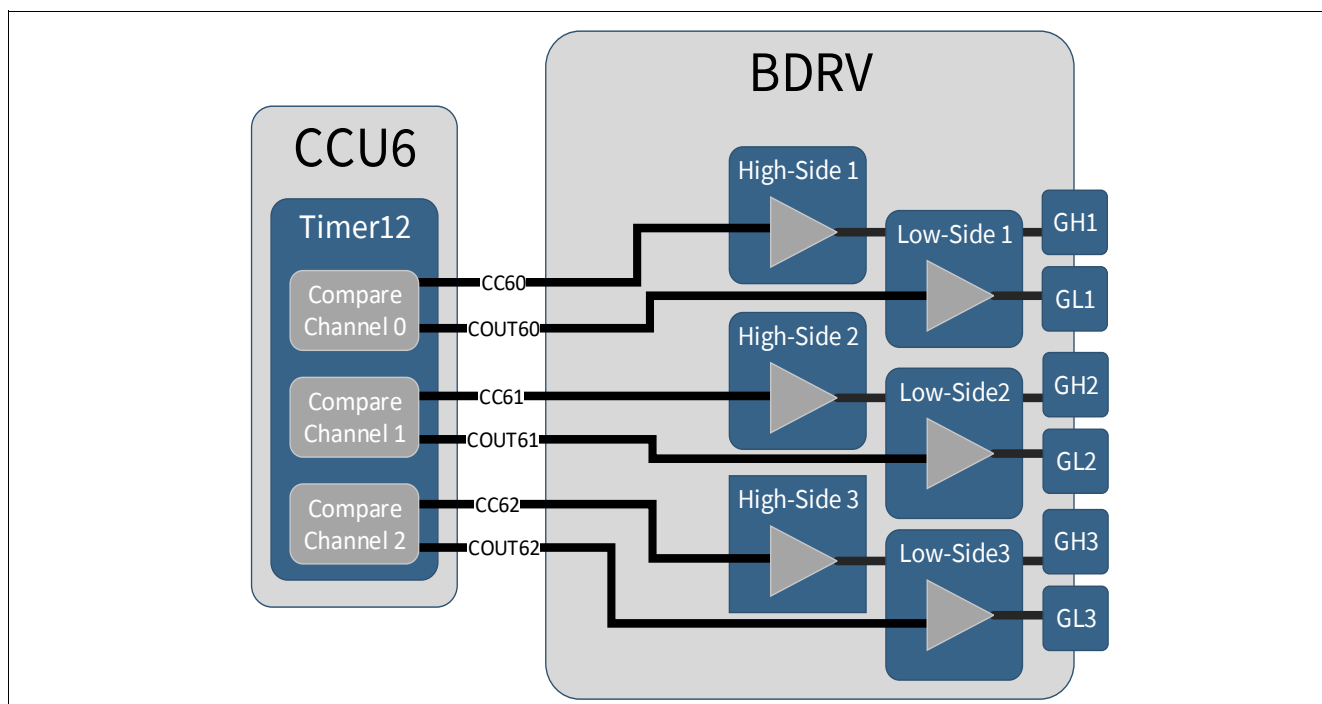 BDRV
CCU6
Timer12
Compare
Channel 0
Compare
Channel 1
Compare
Channel 2
CC60
COUT60
CC61
COUT61
CC62
COUT62
High-Side 1
Low-Side 1
High-Side 2
Low-Side2
High-Side 3
Low-Side3
GH1
GL1
GH2
GL2
GH3
GL3